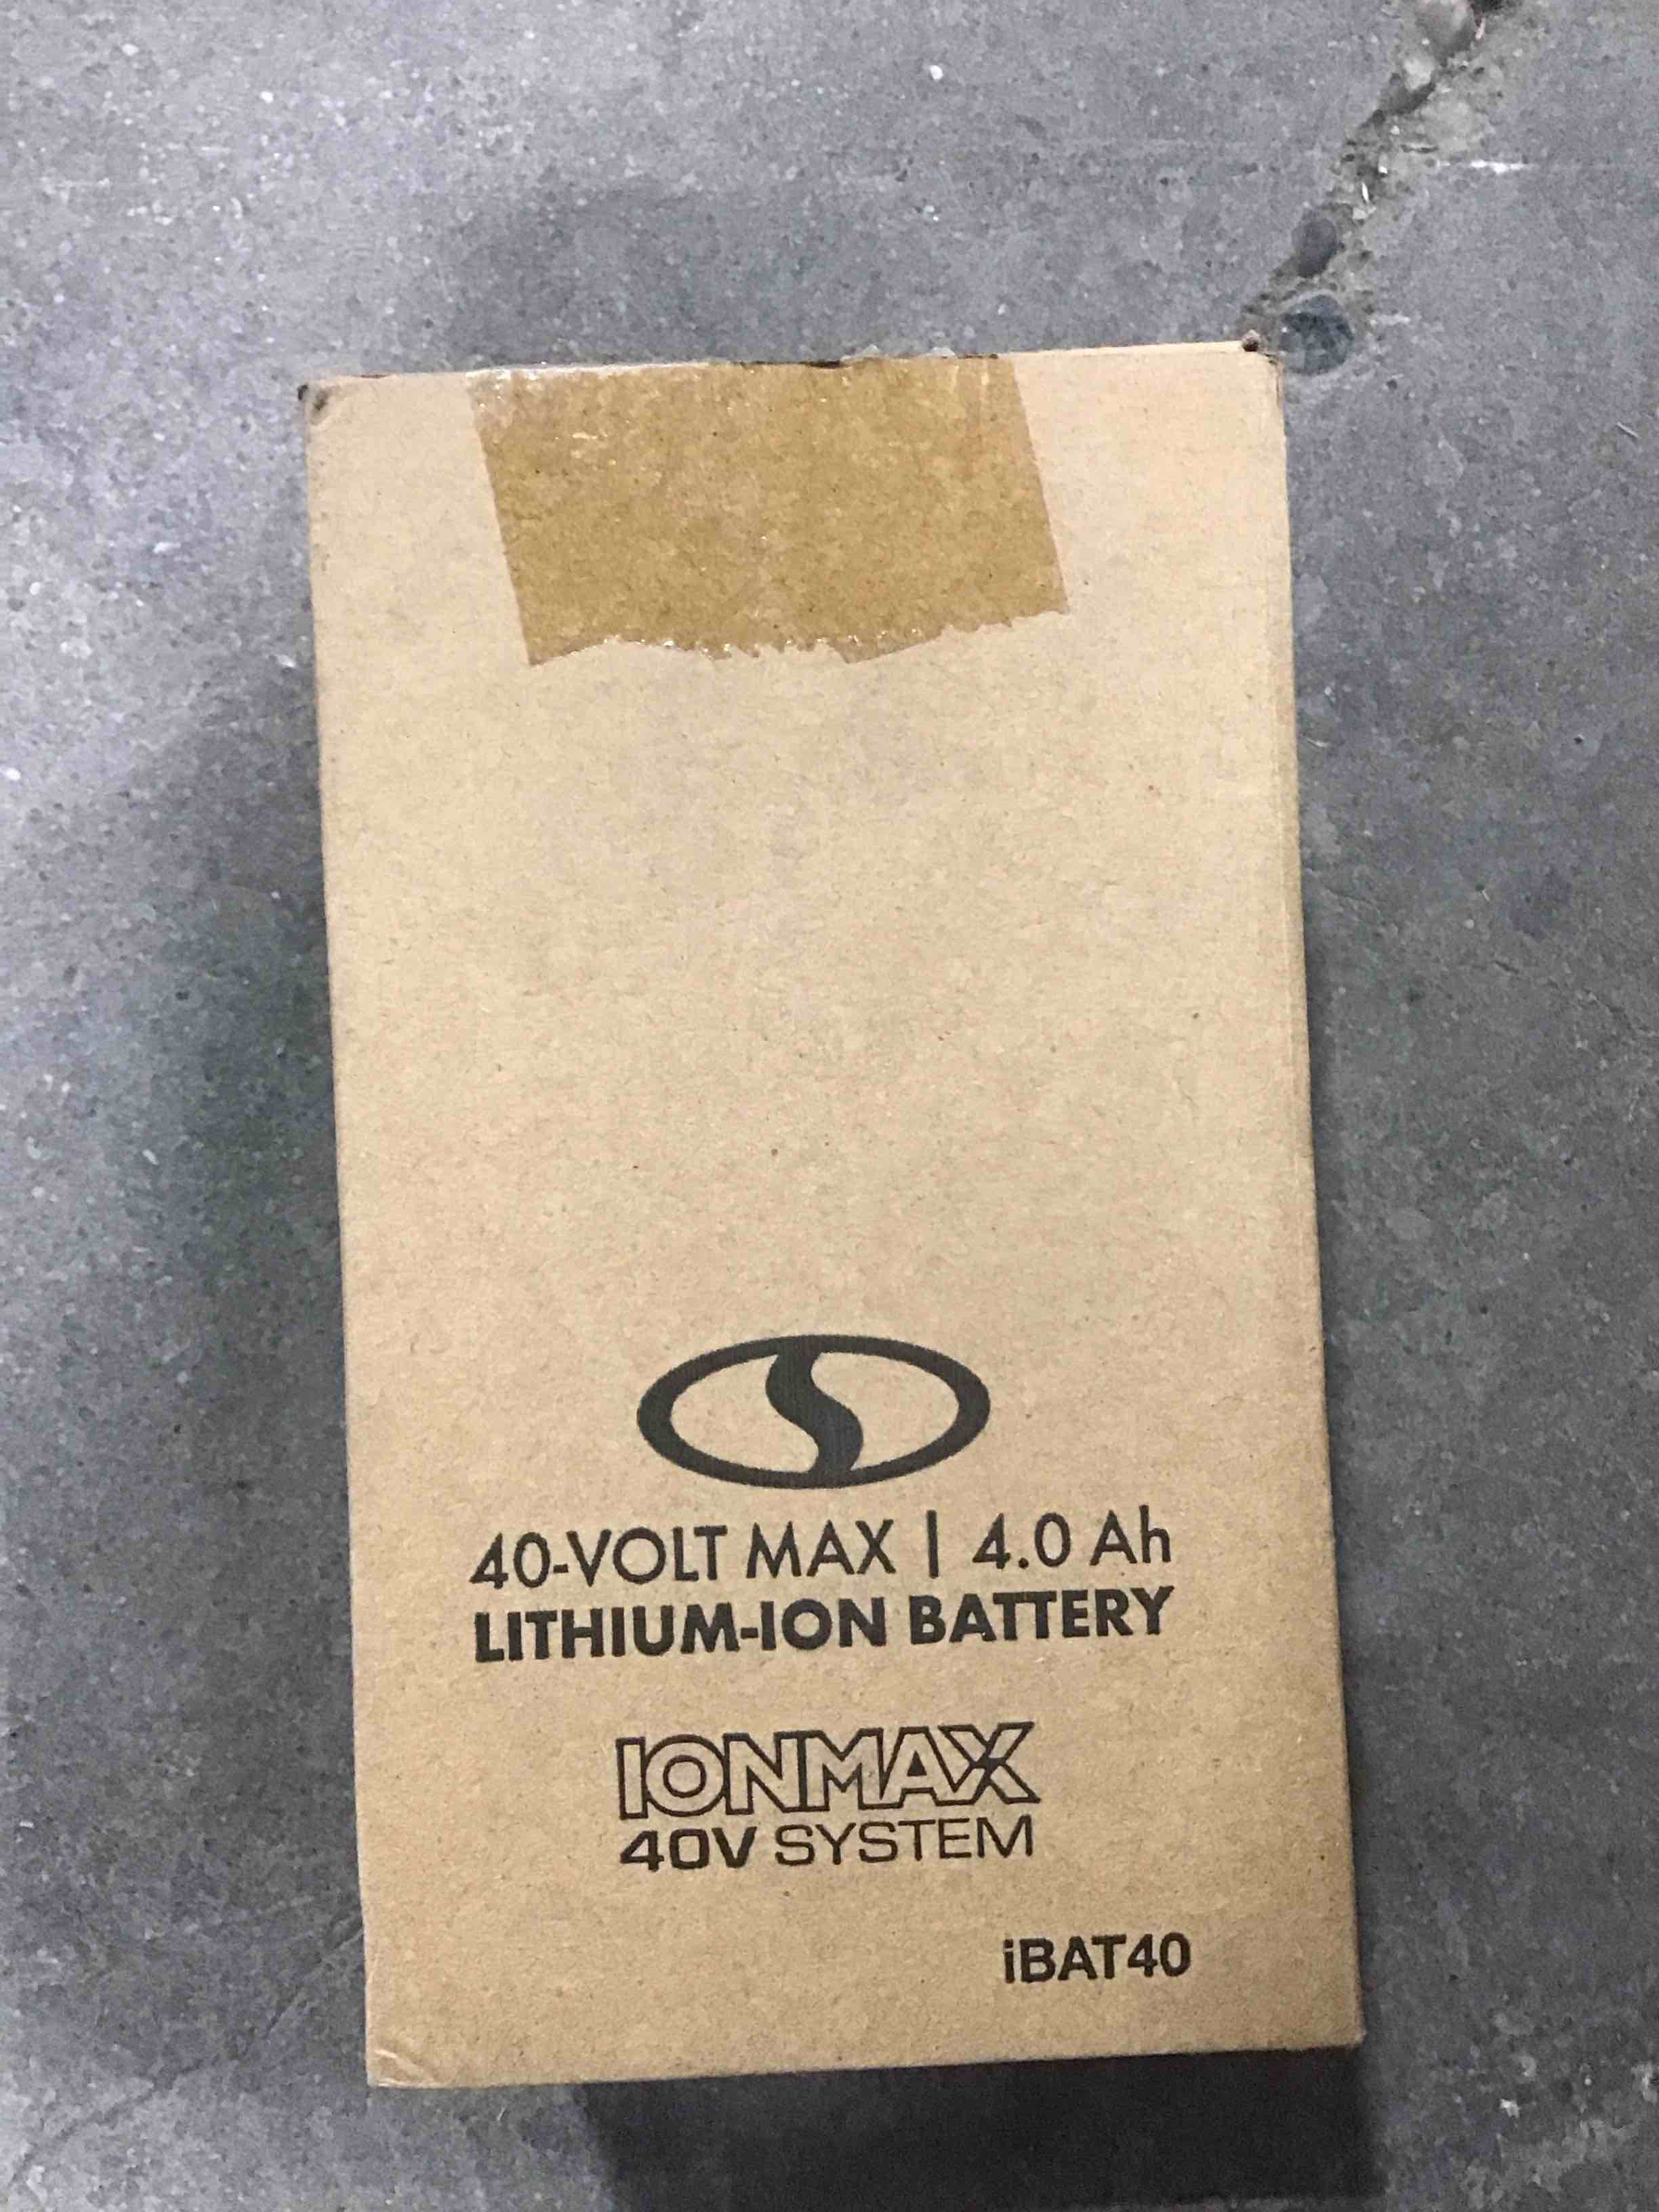 40-VOLT MAX | 4.0 Ah
LITHIUM-ION BATTERY
IONMAX
40V SYSTEM
iBAT40